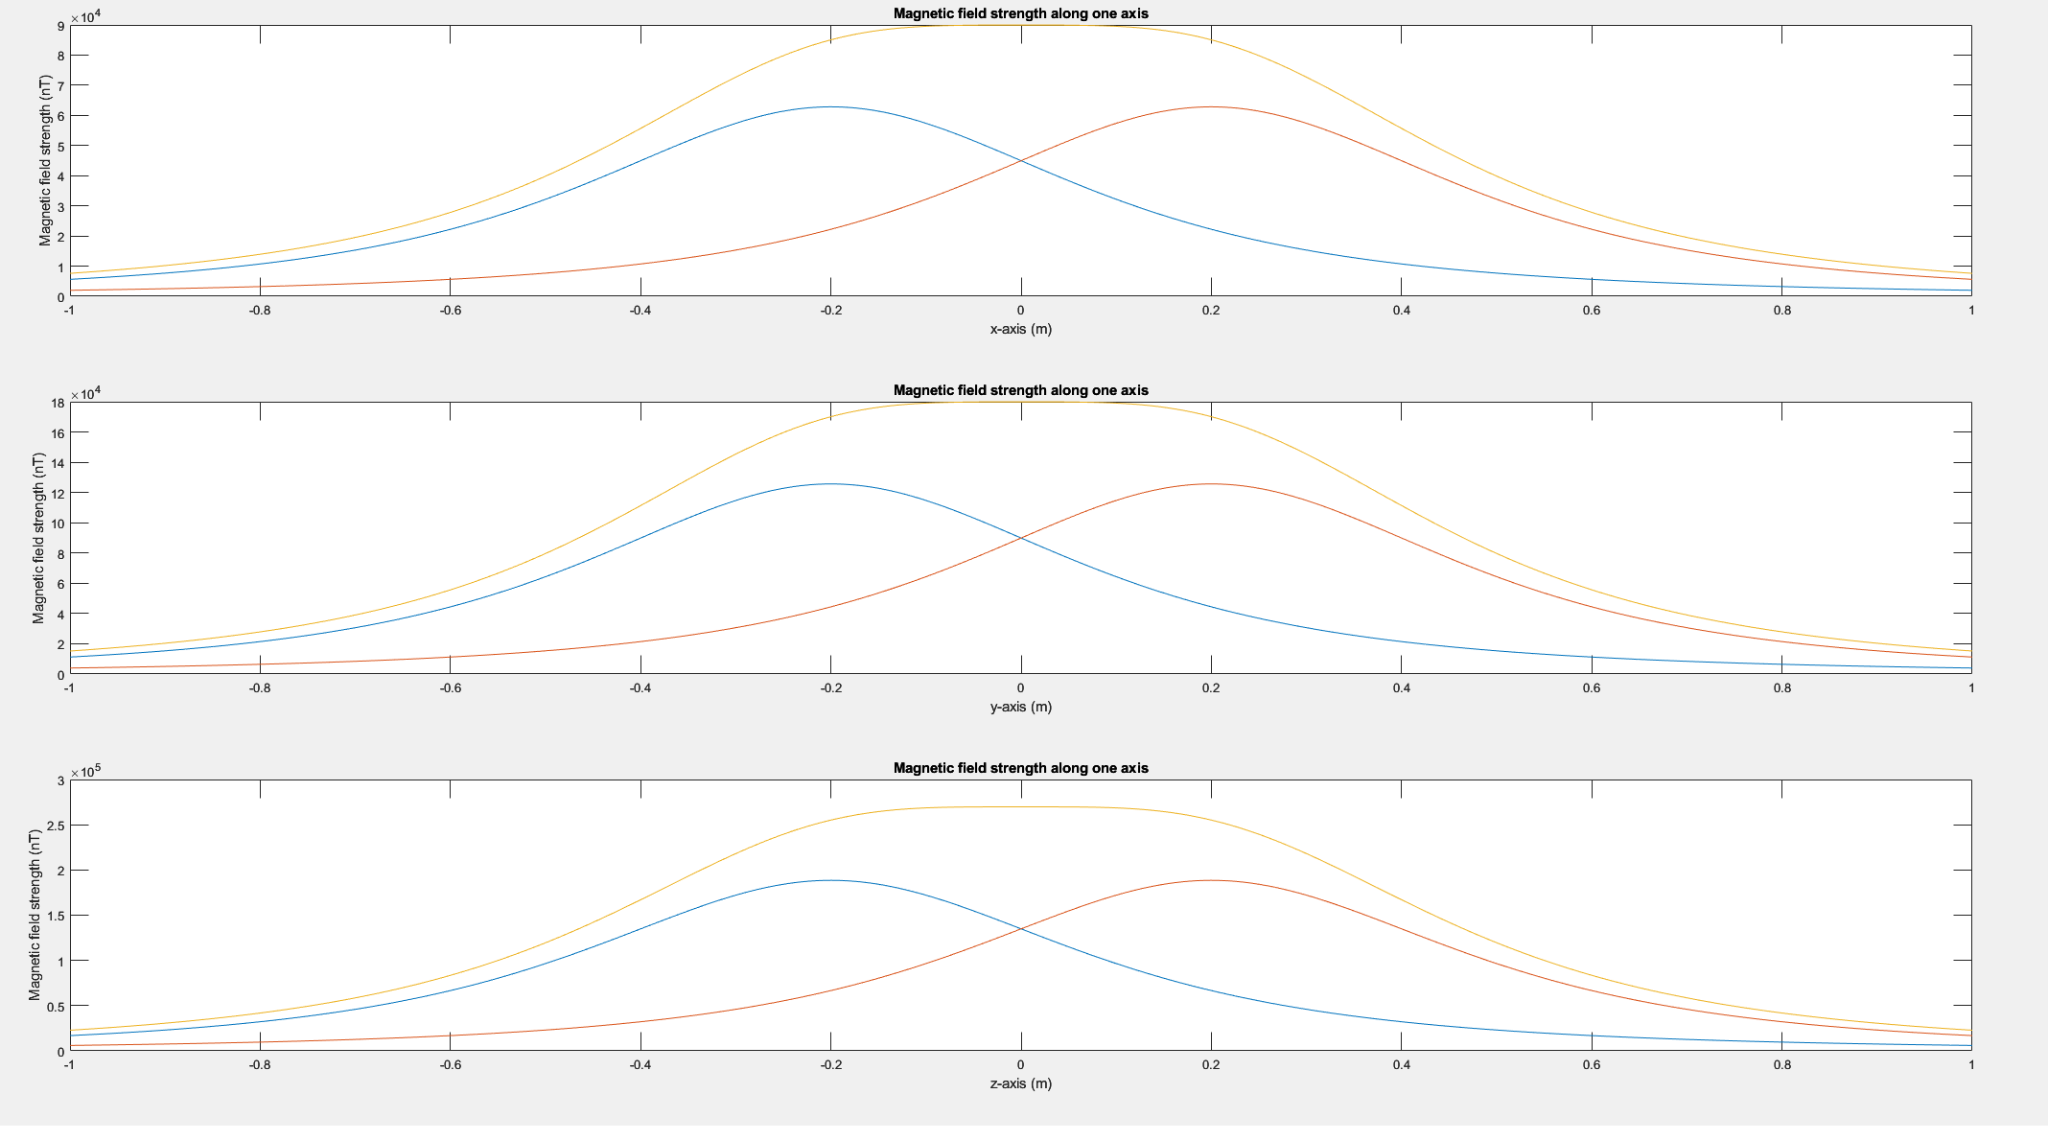 Magnetic field strength along one axis
×10^4
9
8
7
6
5
4
3
2
1
0
Magnetic field strength (nT)
-1 -0.8 -0.6 -0.4 -0.2 0 0.2 0.4 0.6 0.8 1
x-axis (m)
Magnetic field strength along one axis
×10^4
18
16
14
12
10
8
6
4
2
0
Magnetic field strength (nT)
-1 -0.8 -0.6 -0.4 -0.2 0 0.2 0.4 0.6 0.8 1
y-axis (m)
Magnetic field strength along one axis
×10^5
3
2.5
2
1.5
1
0.5
0
Magnetic field strength (nT)
-1 -0.8 -0.6 -0.4 -0.2 0 0.2 0.4 0.6 0.8 1
z-axis (m)